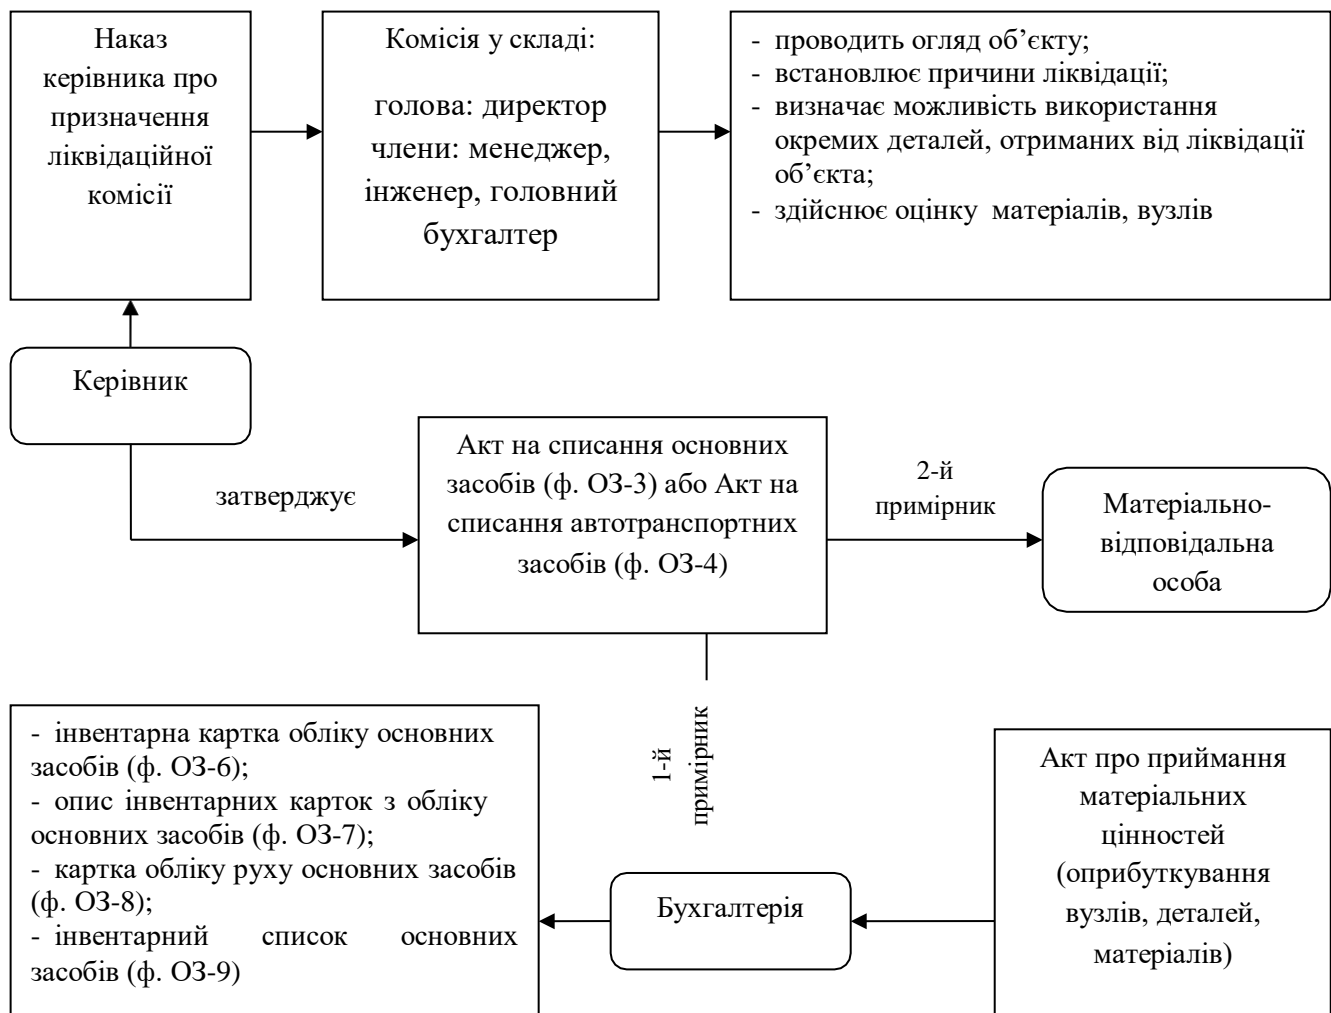 Наказ
керівника про
призначення
ліквідаційної
комісії
Комісія у складі:
голова: директор
члени: менеджер,
інженер, головний
бухгалтер
- проводить огляд об’єкту;
- встановлює причини ліквідації;
- визначає можливість використання
окремих деталей, отриманих від ліквідації
об’єкта;
- здійснює оцінку матеріалів, вузлів
Керівник
затверджує
Акт на списання основних
засобів (ф. ОЗ-3) або Акт на
списання автотранспортних
засобів (ф. ОЗ-4)
2-й
примірник
Матеріально-
відповідальна
особа
1-й
примірник
- інвентарна картка обліку основних
засобів (ф. ОЗ-6);
- опис інвентарних карток з обліку
основних засобів (ф. ОЗ-7);
- картка обліку руху основних засобів
(ф. ОЗ-8);
- інвентарний список основних
засобів (ф. ОЗ-9)
Бухгалтерія
Акт про приймання
матеріальних
цінностей
(оприбуткування
вузлів, деталей,
матеріалів)